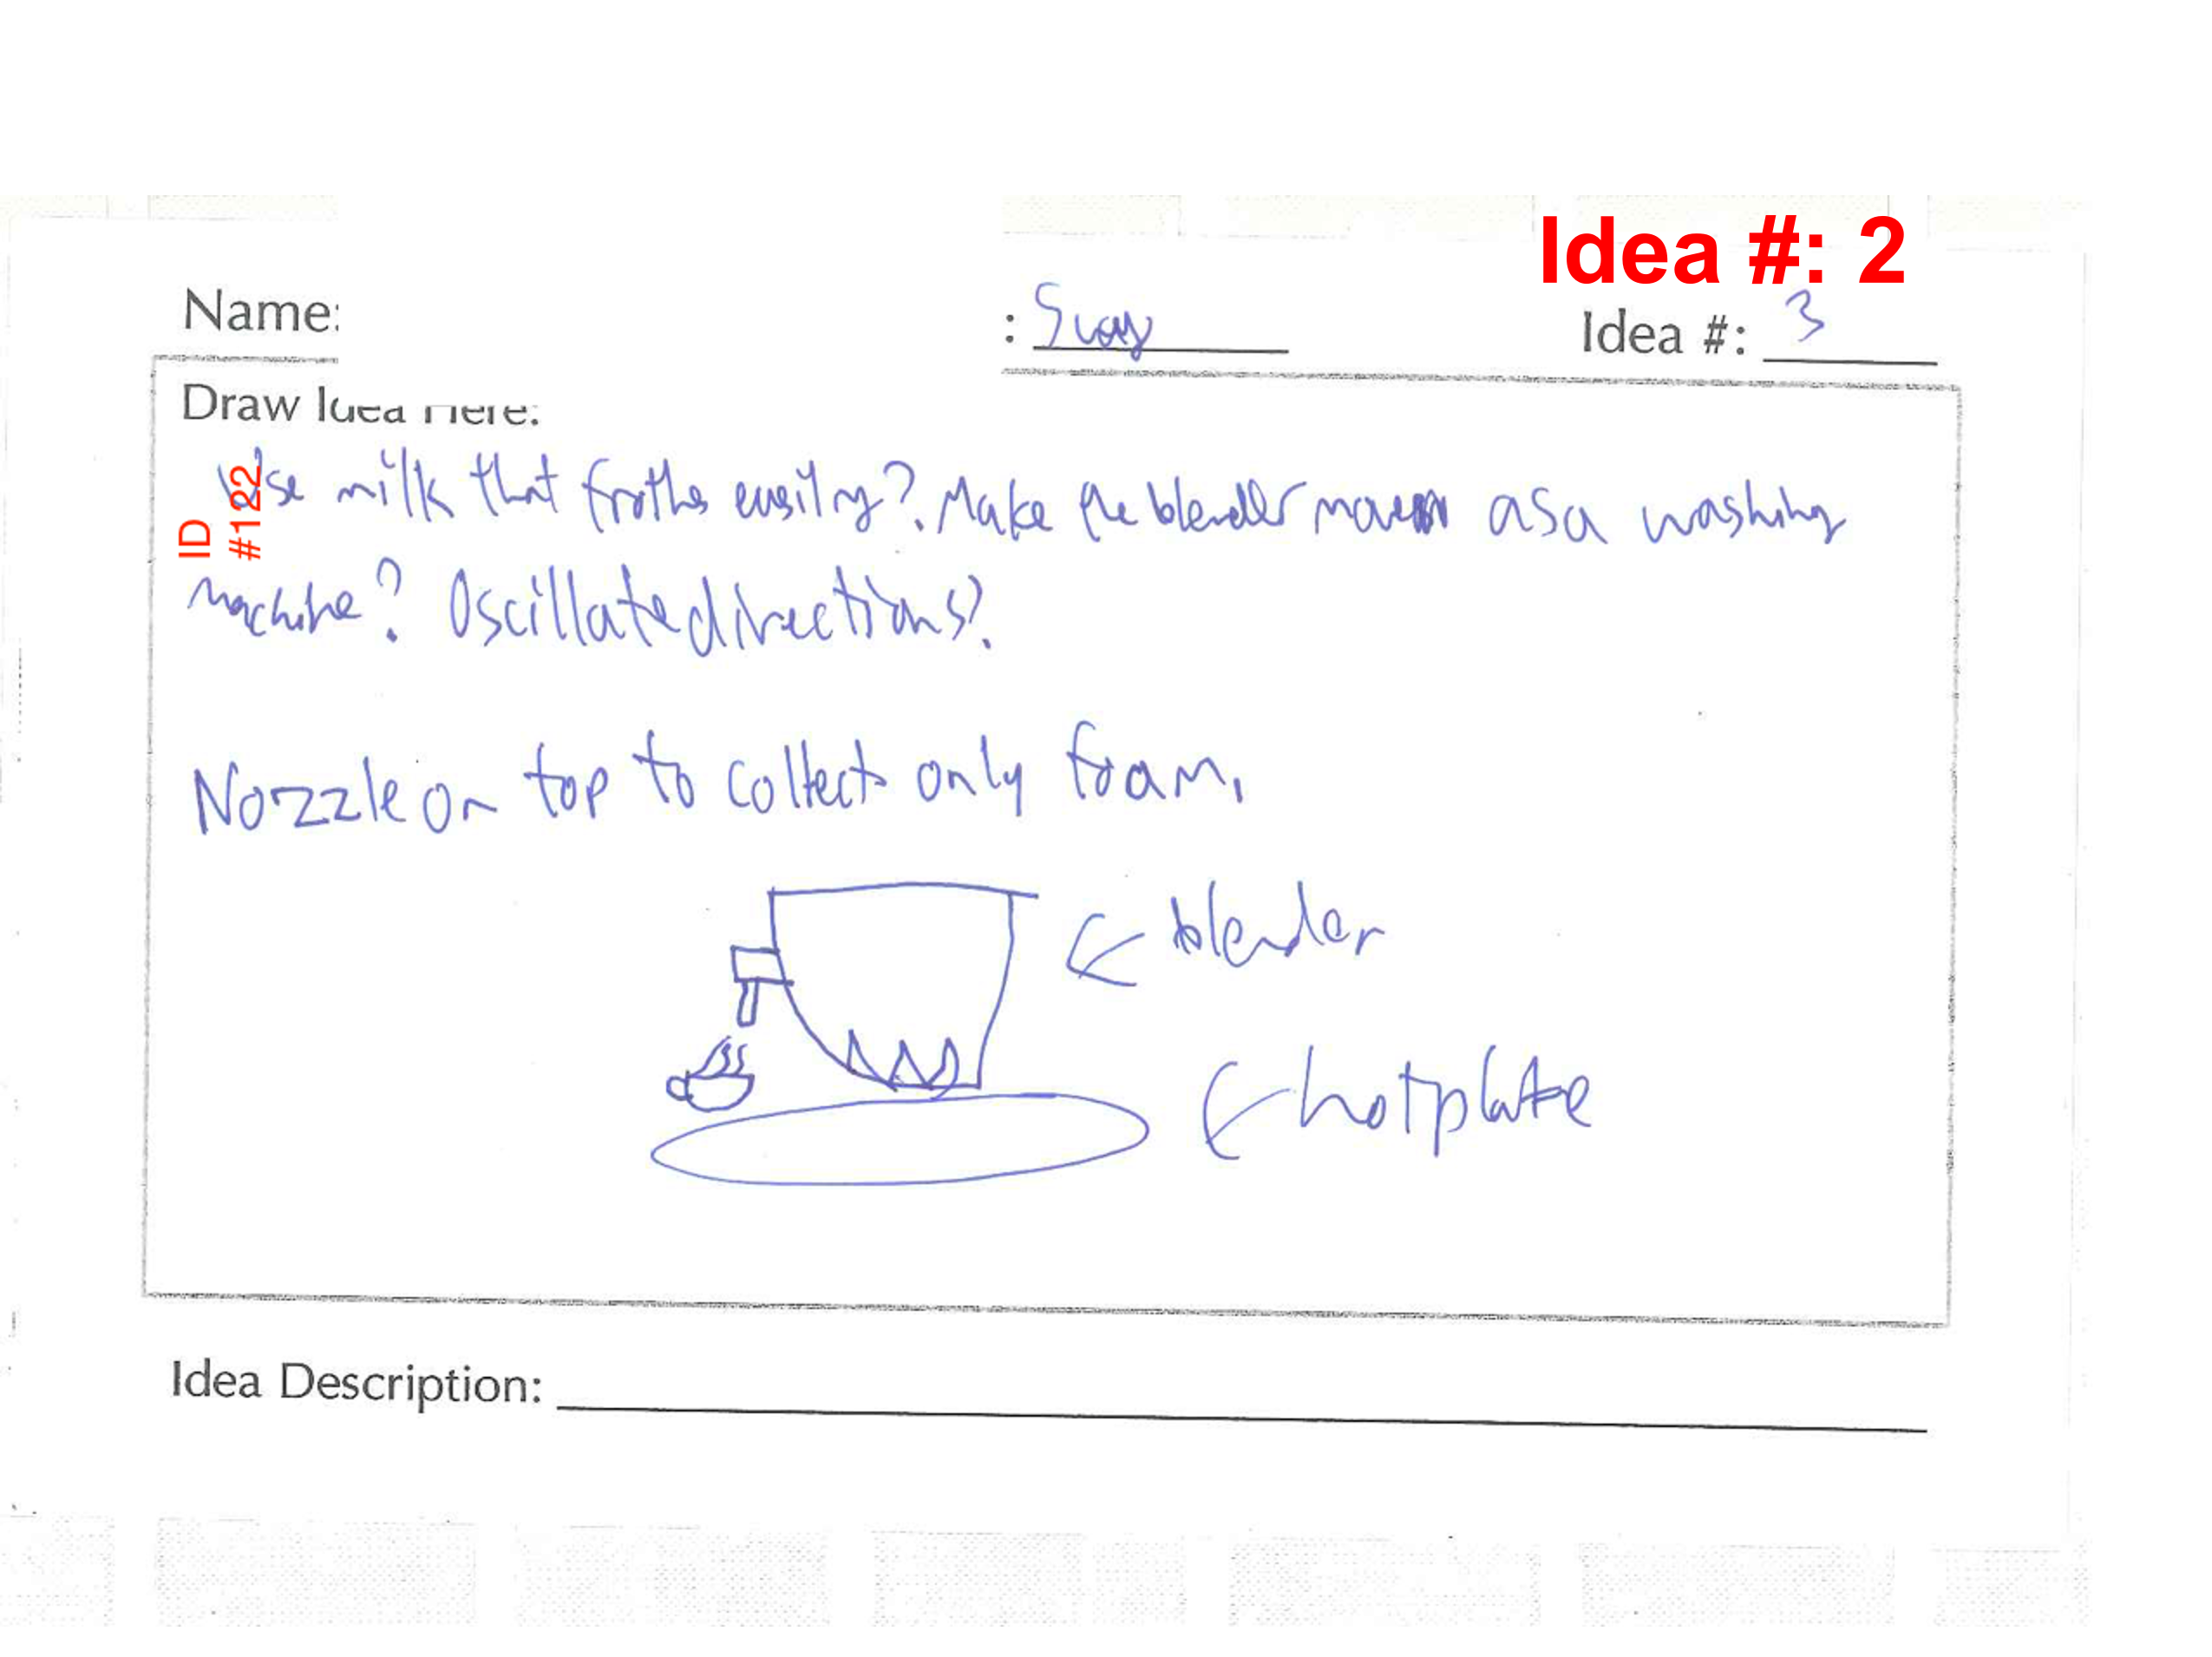 Idea #: 2
Name:
:
Idea #: 3
Draw Idea Here:
ID
#122
Use milk that froths easily?. Make the blender move as a washing
machine? Oscillate directions?
Nozzle on top to collect only foam.
blender
hotplate
Idea Description: